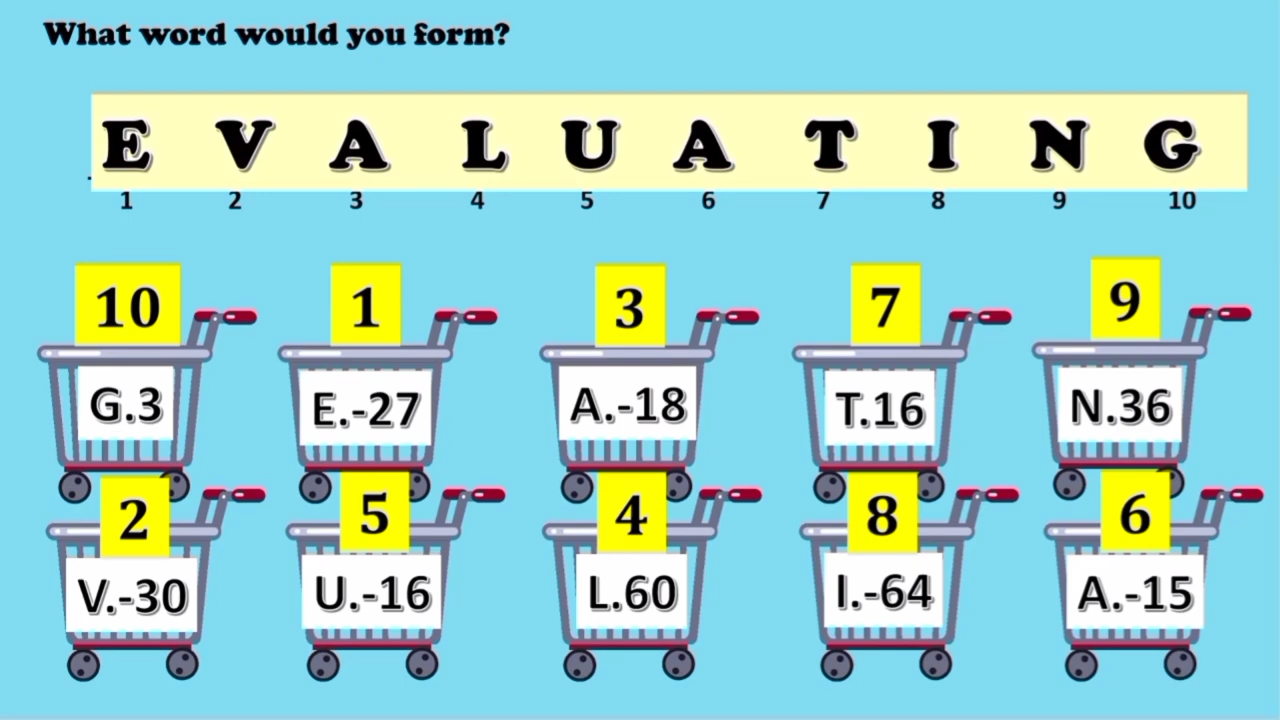 What word would you form?
E V A L U A T I N G
1 2 3 4 5 6 7 8 9 10
10 1 3 7 9
G.3 E.-27 A.-18 T.16 N.36
2 5 4 8 6
V.-30 U.-16 L.60 I.-64 A.-15